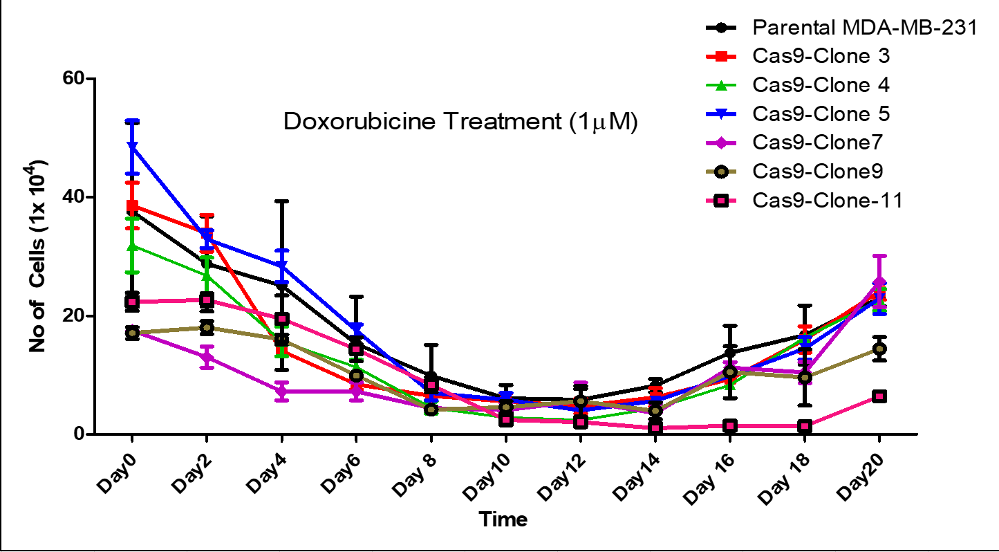 Parental MDA-MB-231
Cas9-Clone 3
Cas9-Clone 4
Cas9-Clone 5
Cas9-Clone7
Cas9-Clone9
Cas9-Clone-11
Doxorubicine Treatment (1μM)
No of Cells (1x 10⁴)
60
40
20
0
Day0
Day2
Day4
Day6
Day 8
Day10
Day12
Day14
Day 16
Day 18
Day20
Time